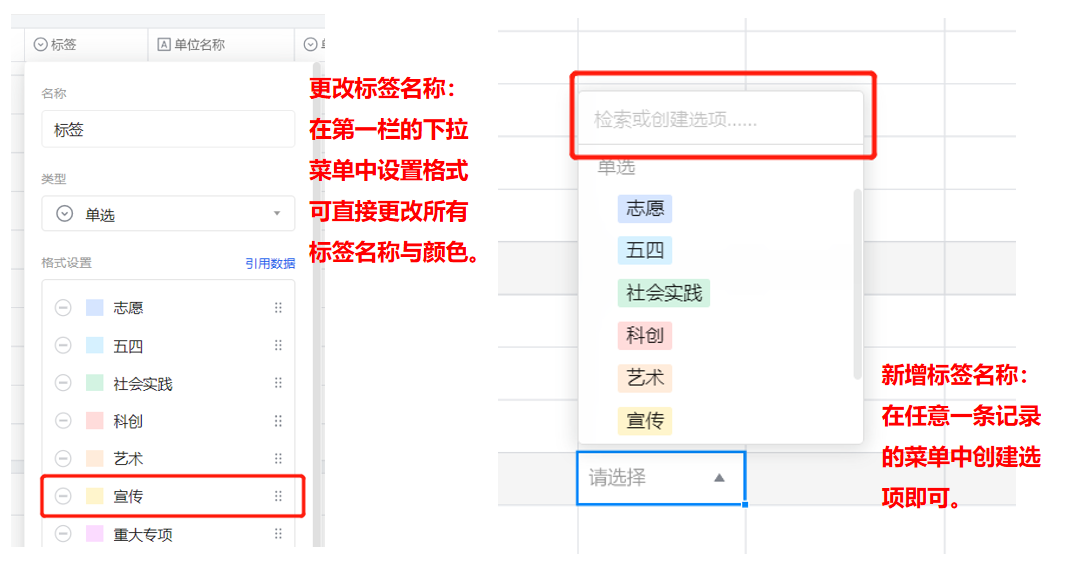 标签
单位名称
名称
标签
类型
单选
格式设置
引用数据
志愿
五四
社会实践
科创
艺术
宣传
重大专项
更改标签名称：
在第一栏的下拉
菜单中设置格式
可直接更改所有
标签名称与颜色。
检索或创建选项......
单选
志愿
五四
社会实践
科创
艺术
宣传
请选择
新增标签名称：
在任意一条记录
的菜单中创建选
项即可。